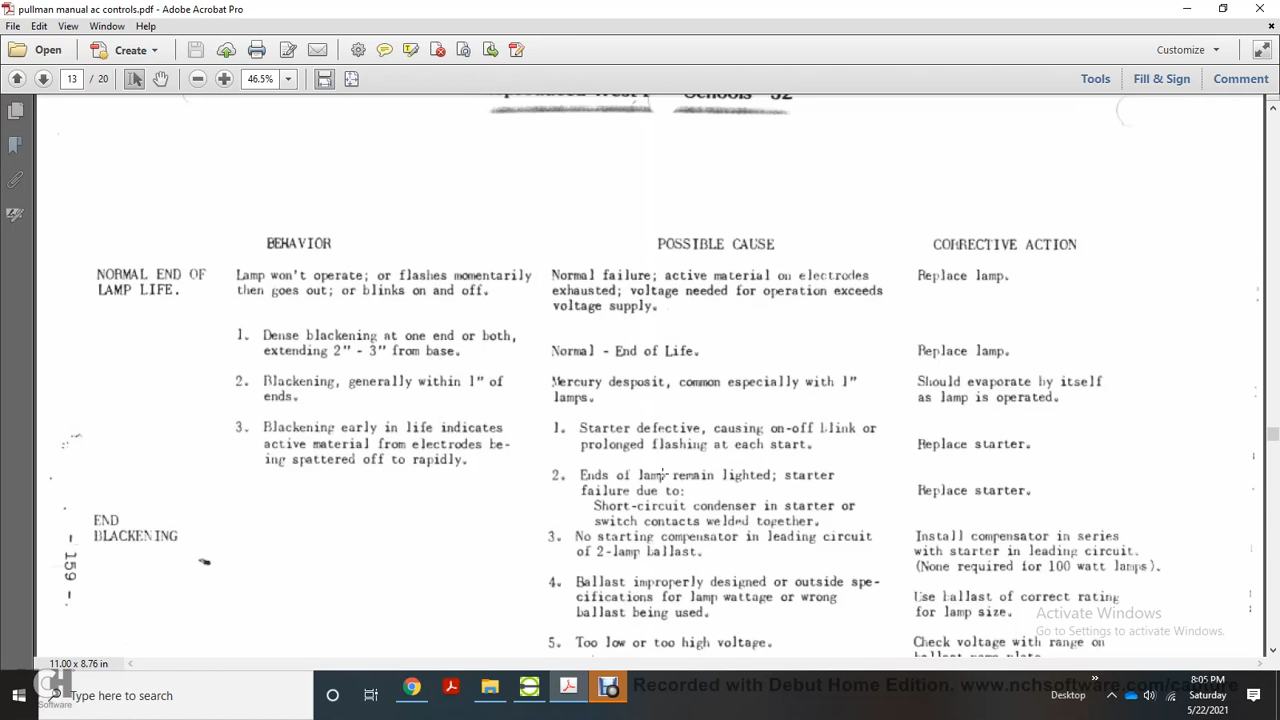 pullman manual ac controls.pdf - Adobe Acrobat Pro
File Edit View Window Help
Open Create Customize
13 / 20 46.5% Tools Fill & Sign Comment
Schools
BEHAVIOR POSSIBLE CAUSE CORRECTIVE ACTION
NORMAL END OF Lamp won't operate; or flashes momentarily Normal failure; active material on electrodes Replace lamp.
LAMP LIFE. then goes out; or blinks on and off. exhausted; voltage needed for operation exceeds
voltage supply.
1. Dense blackening at one end or both,
extending 2" - 3" from base. Normal - End of Life. Replace lamp.
2. Blackening, generally within 1" of Mercury desposit, common especially with 1" Should evaporate by itself
ends. lamps. as lamp is operated.
3. Blackening early in life indicates 1. Starter defective, causing on-off blink or
active material from electrodes be- prolonged flashing at each start. Replace starter.
ing spattered off to rapidly.
2. Ends of lamp remain lighted; starter
failure due to: Replace starter.
Short-circuit condenser in starter or
END switch contacts welded together.
BLACKENING 3. No starting compensator in leading circuit Install compensator in series
of 2-lamp ballast. with starter in leading circuit.
(None required for 100 watt lamps).
- 159 -
4. Ballast improperly designed or outside spe-
cifications for lamp wattage or wrong Use ballast of correct rating
ballast being used. for lamp size.
Activate Windows
Go to Settings to activate Windows.
5. Too low or too high voltage. Check voltage with range on
ballast name plate
11.00 x 8.76 in
NCH Software
Type here to search
Recorded with Debut Home Edition. www.nchsoftware.com/capture
Desktop
8:05 PM
Saturday
5/22/2021